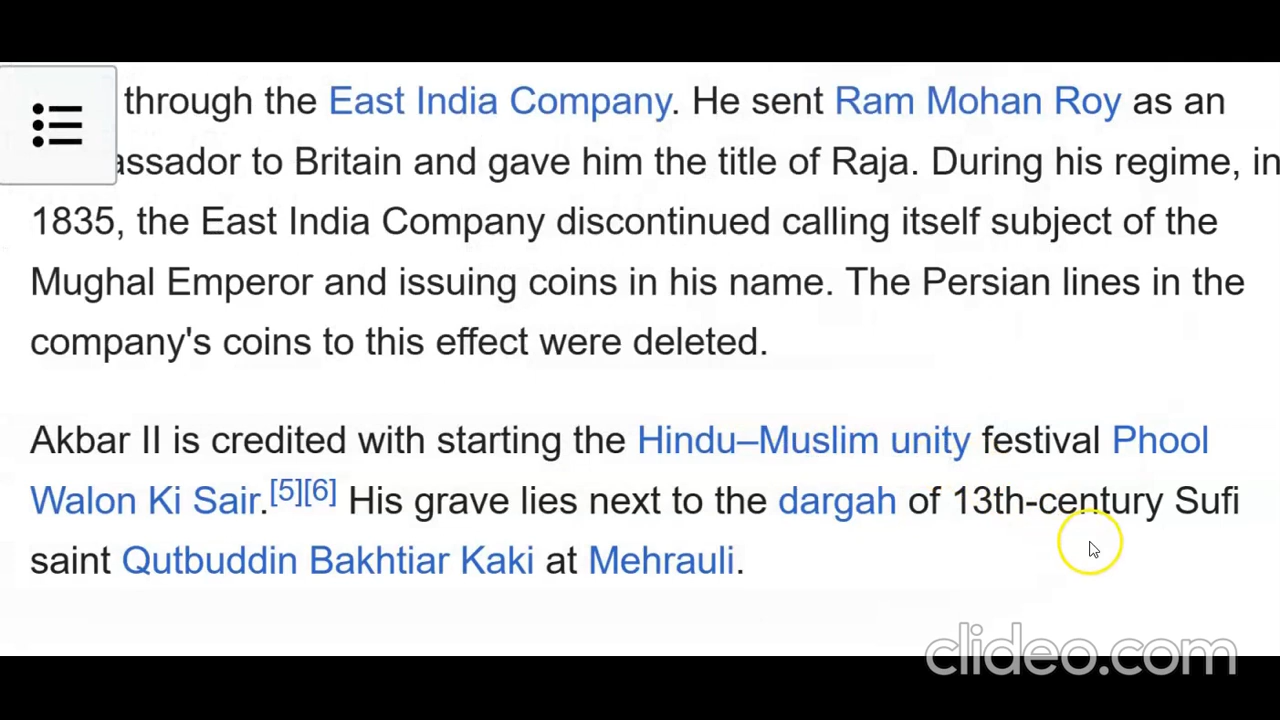 through the East India Company. He sent Ram Mohan Roy as an
assador to Britain and gave him the title of Raja. During his regime, in
1835, the East India Company discontinued calling itself subject of the
Mughal Emperor and issuing coins in his name. The Persian lines in the
company's coins to this effect were deleted.
Akbar II is credited with starting the Hindu–Muslim unity festival Phool
Walon Ki Sair.[5][6] His grave lies next to the dargah of 13th-century Sufi
saint Qutbuddin Bakhtiar Kaki at Mehrauli.
clideo.com